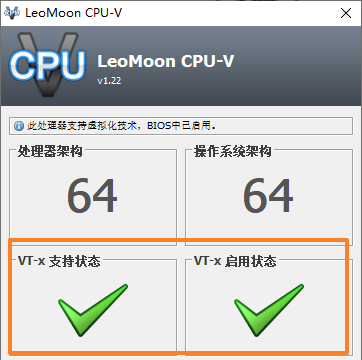 LeoMoon CPU-V
CPU
LeoMoon CPU-V
v1.22
此处理器支持虚拟化技术，BIOS中已启用。
处理器架构
操作系统架构
64
64
VT-x 支持状态
VT-x 启用状态